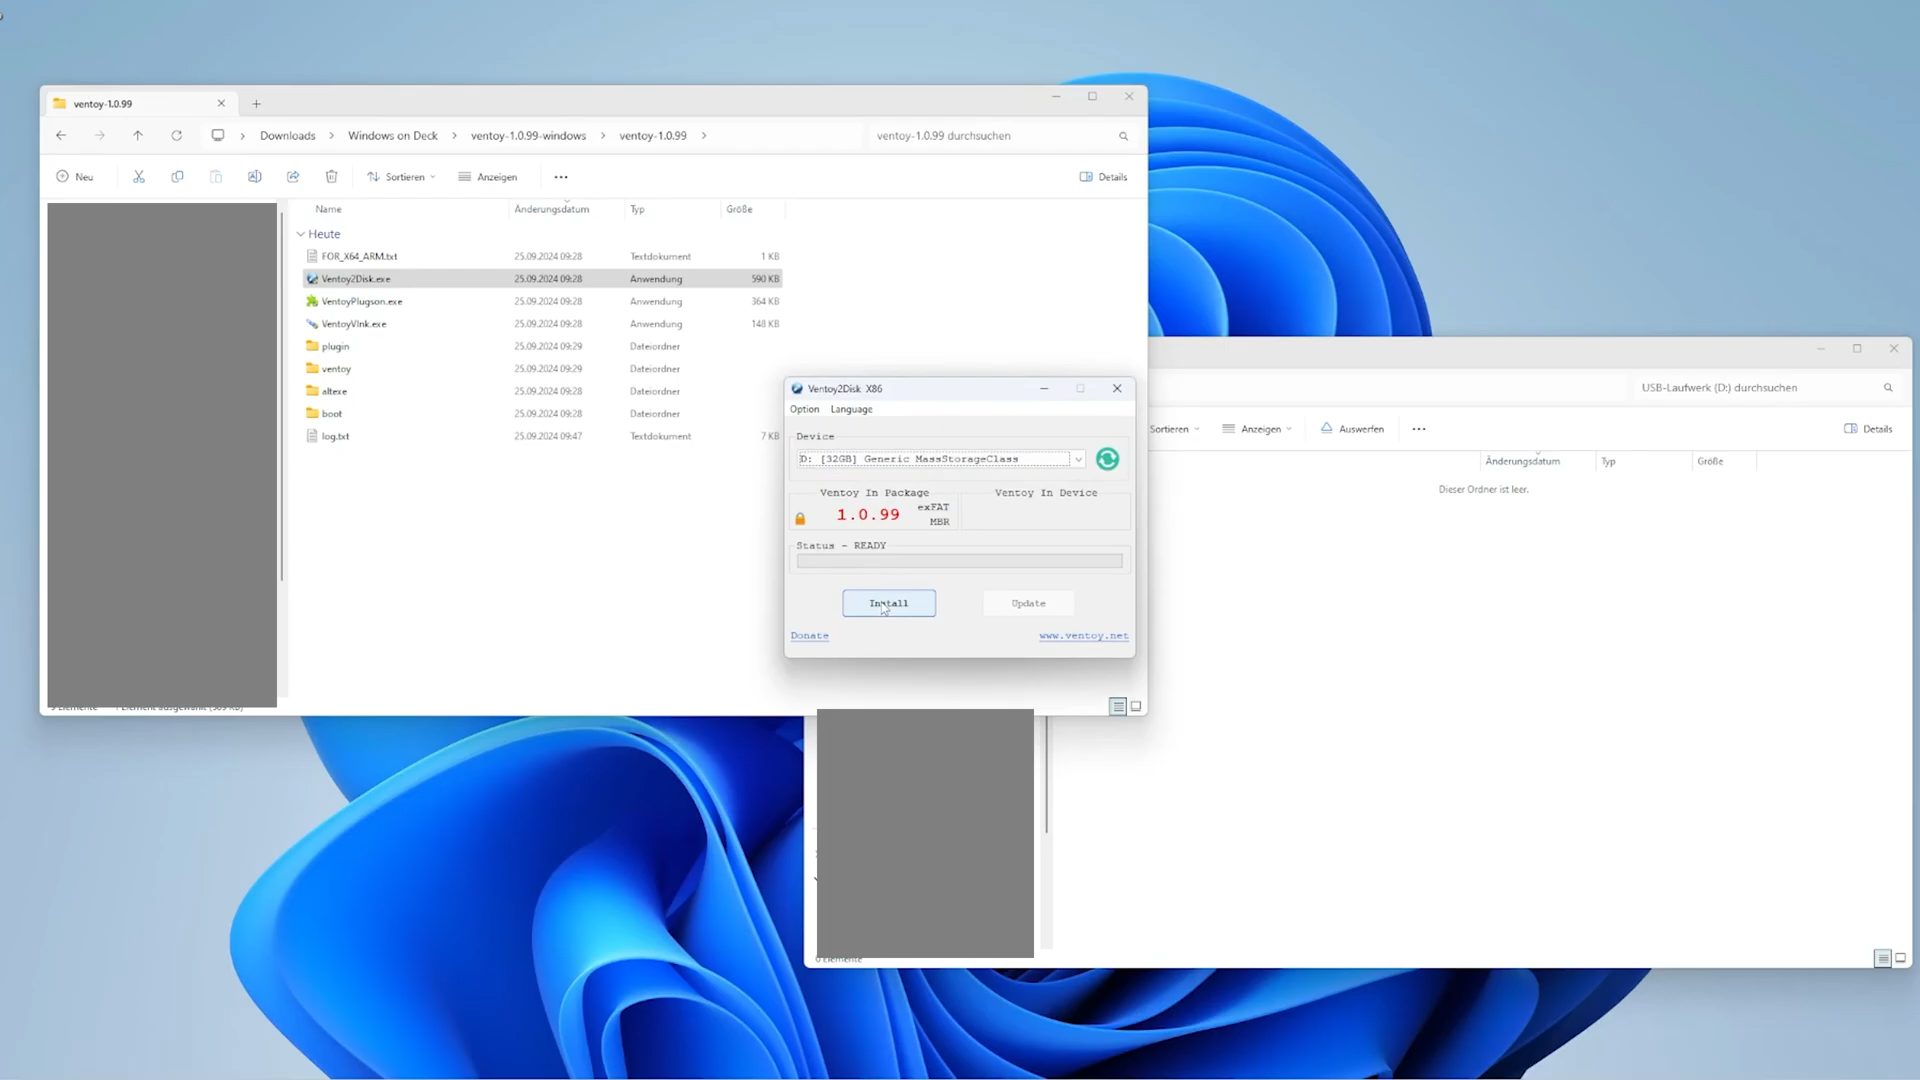 ventoy-1.0.99
Downloads > Windows on Deck > ventoy-1.0.99-windows > ventoy-1.0.99 >
ventoy-1.0.99 durchsuchen
Neu
Sortieren
Anzeigen
Details
Name Änderungsdatum Typ Größe
Heute
FOR_X64_ARM.txt 25.09.2024 09:28 Textdokument 1 KB
Ventoy2Disk.exe 25.09.2024 09:28 Anwendung 590 KB
VentoyPlugson.exe 25.09.2024 09:28 Anwendung 364 KB
VentoyVlnk.exe 25.09.2024 09:28 Anwendung 148 KB
plugin 25.09.2024 09:29 Dateiordner
ventoy 25.09.2024 09:29 Dateiordner
altexe 25.09.2024 09:28 Dateiordner
boot 25.09.2024 09:28 Dateiordner
log.txt 25.09.2024 09:47 Textdokument 7 KB
Ventoy2Disk X86
Option Language
Device
D: [32GB] Generic MassStorageClass
Ventoy In Package
Ventoy In Device
1.0.99
exFAT
MBR
Status - READY
Install
Update
Donate
www.ventoy.net
USB-Laufwerk (D:) durchsuchen
Sortieren
Anzeigen
Auswerfen
Details
Änderungsdatum Typ Größe
Dieser Ordner ist leer.